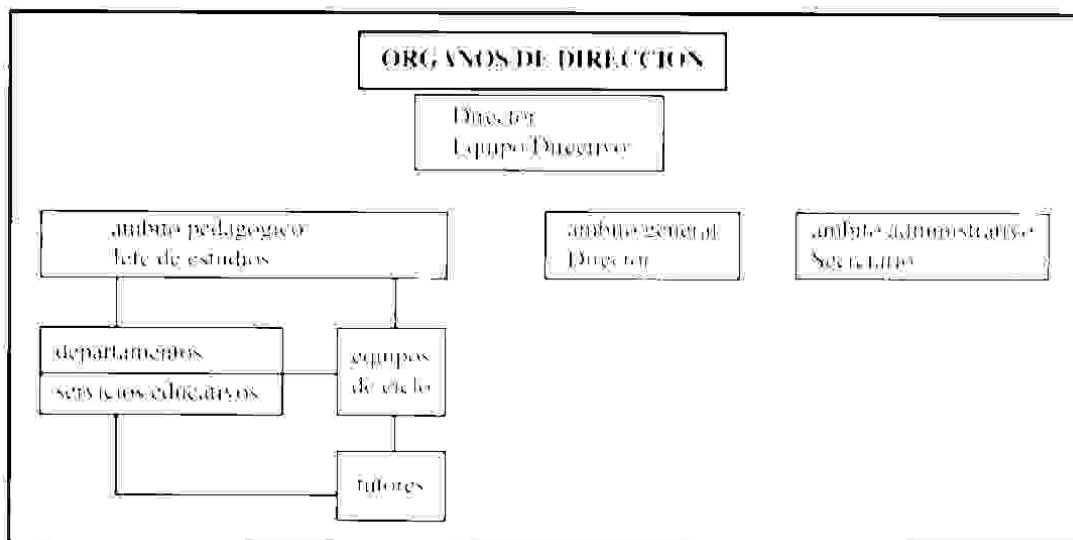 ORGANOS DE DIRECCION
Director
Equipo Directivo
ambito pedagógico
Jefe de estudios
ambito general
Director
ambito administrativo
Secretario
departamentos
servicios educativos
equipos
de ciclo
tutores